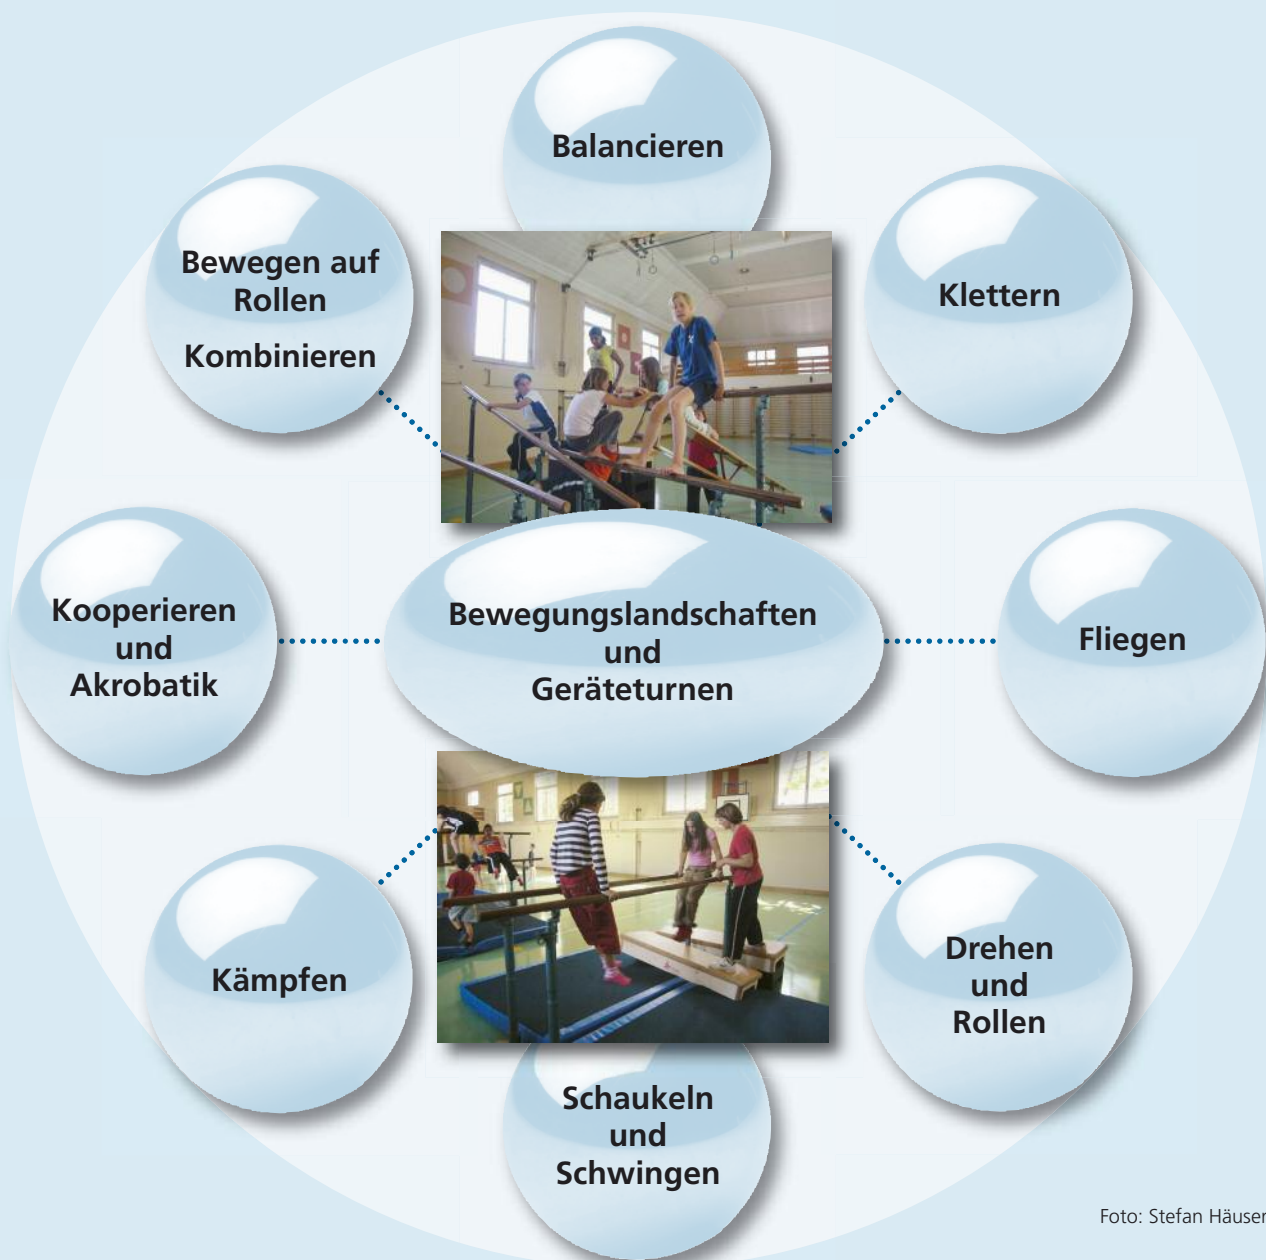 Balancieren
Bewegen auf
Rollen
Kombinieren
Klettern
Kooperieren
und
Akrobatik
Bewegungslandschaften
und
Geräteturnen
Fliegen
Kämpfen
Drehen
und
Rollen
Schaukeln
und
Schwingen
Foto: Stefan Häusermann